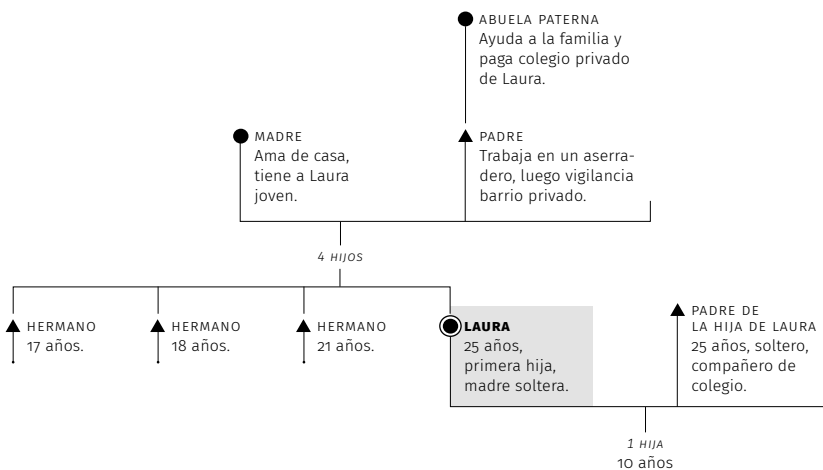 ABUELA PATERNA
Ayuda a la familia y
paga colegio privado
de Laura.
MADRE
Ama de casa,
tiene a Laura
joven.
PADRE
Trabaja en un aserra-
dero, luego vigilancia
barrio privado.
4 HIJOS
HERMANO
17 años.
HERMANO
18 años.
HERMANO
21 años.
LAURA
25 años,
primera hija,
madre soltera.
PADRE DE
LA HIJA DE LAURA
25 años, soltero,
compañero de
colegio.
1 HIJA
10 años